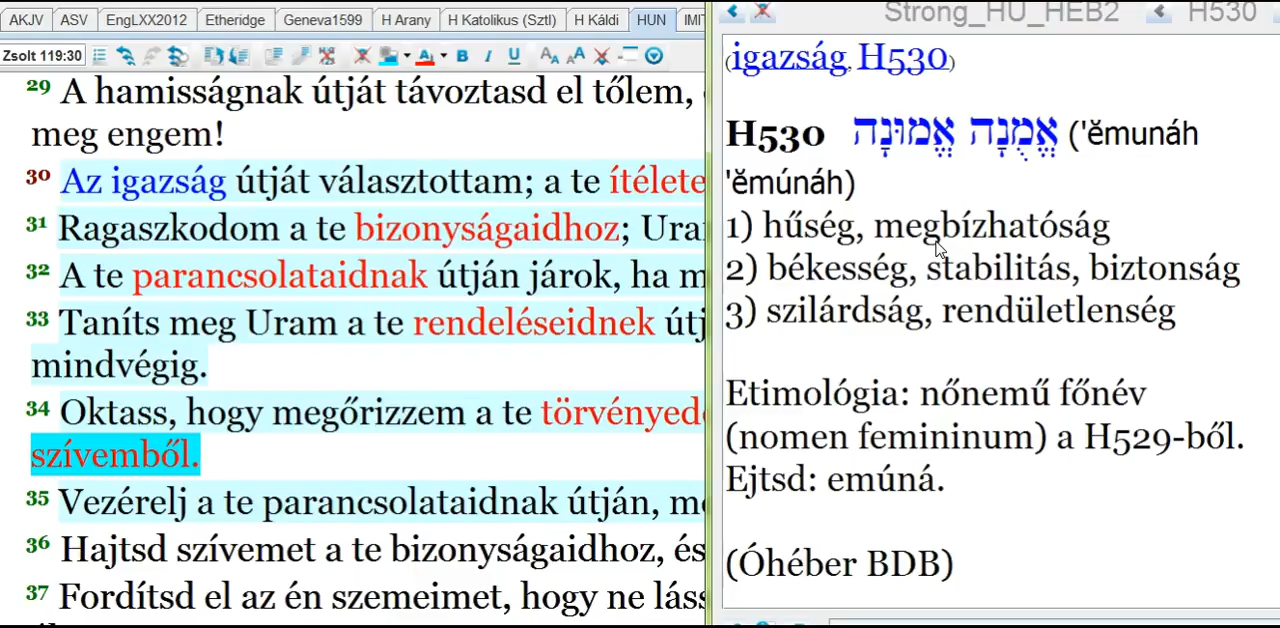 AKJV ASV EngLXX2012 Etheridge Geneva1599 H Arany H Katolikus (Sztl) H Káldi HUN
Zsolt 119:30
29 A hamisságnak útját távoztasd el tőlem,
meg engem!
30 Az igazság útját választottam; a te ítélete
31 Ragaszkodom a te bizonyságaidhoz; Uram
32 A te parancsolataidnak útján járok, ha m
33 Taníts meg Uram a te rendeléseidnek útj
mindvégig.
34 Oktass, hogy megőrizzem a te törvényede
szívemből.
35 Vezérelj a te parancsolataidnak útján, me
36 Hajtsd szívemet a te bizonyságaidhoz, és
37 Fordítsd el az én szemeimet, hogy ne láss
Strong_HU_HEB2 H530
(igazság, H530)
H530 אֱמֻנָה אֱמוּנָה ('ĕmunáh
'ĕmúnáh)
1) hűség, megbízhatóság
2) békesség, stabilitás, biztonság
3) szilárdság, rendületlenség
Etimológia: nőnemű főnév
(nomen femininum) a H529-ből.
Ejtsd: emúná.
(Óhéber BDB)